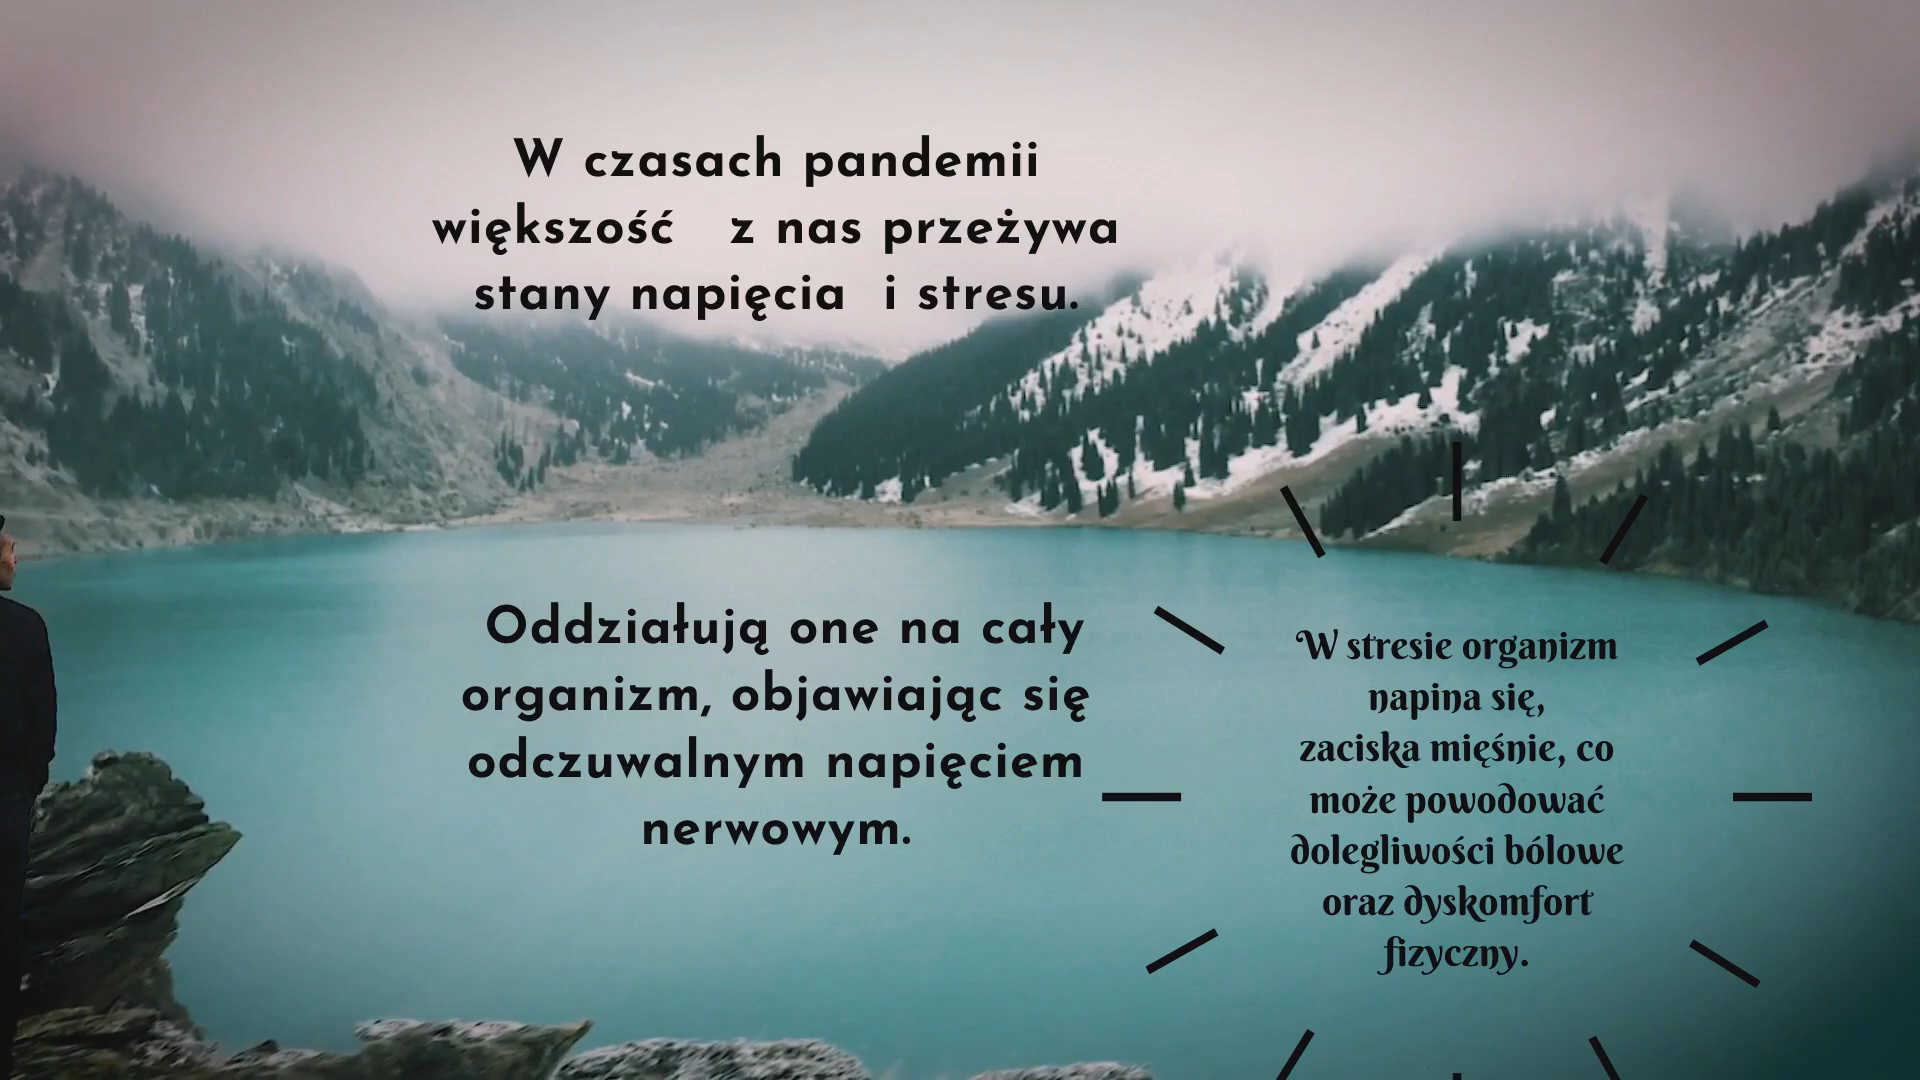 W czasach pandemii
większość z nas przeżywa
stany napięcia i stresu.
Oddziałują one na cały
organizm, objawiając się
odczuwalnym napięciem
nerwowym.
W stresie organizm
napina się,
zaciska mięśnie, co
może powodować
dolegliwości bólowe
oraz dyskomfort
fizyczny.